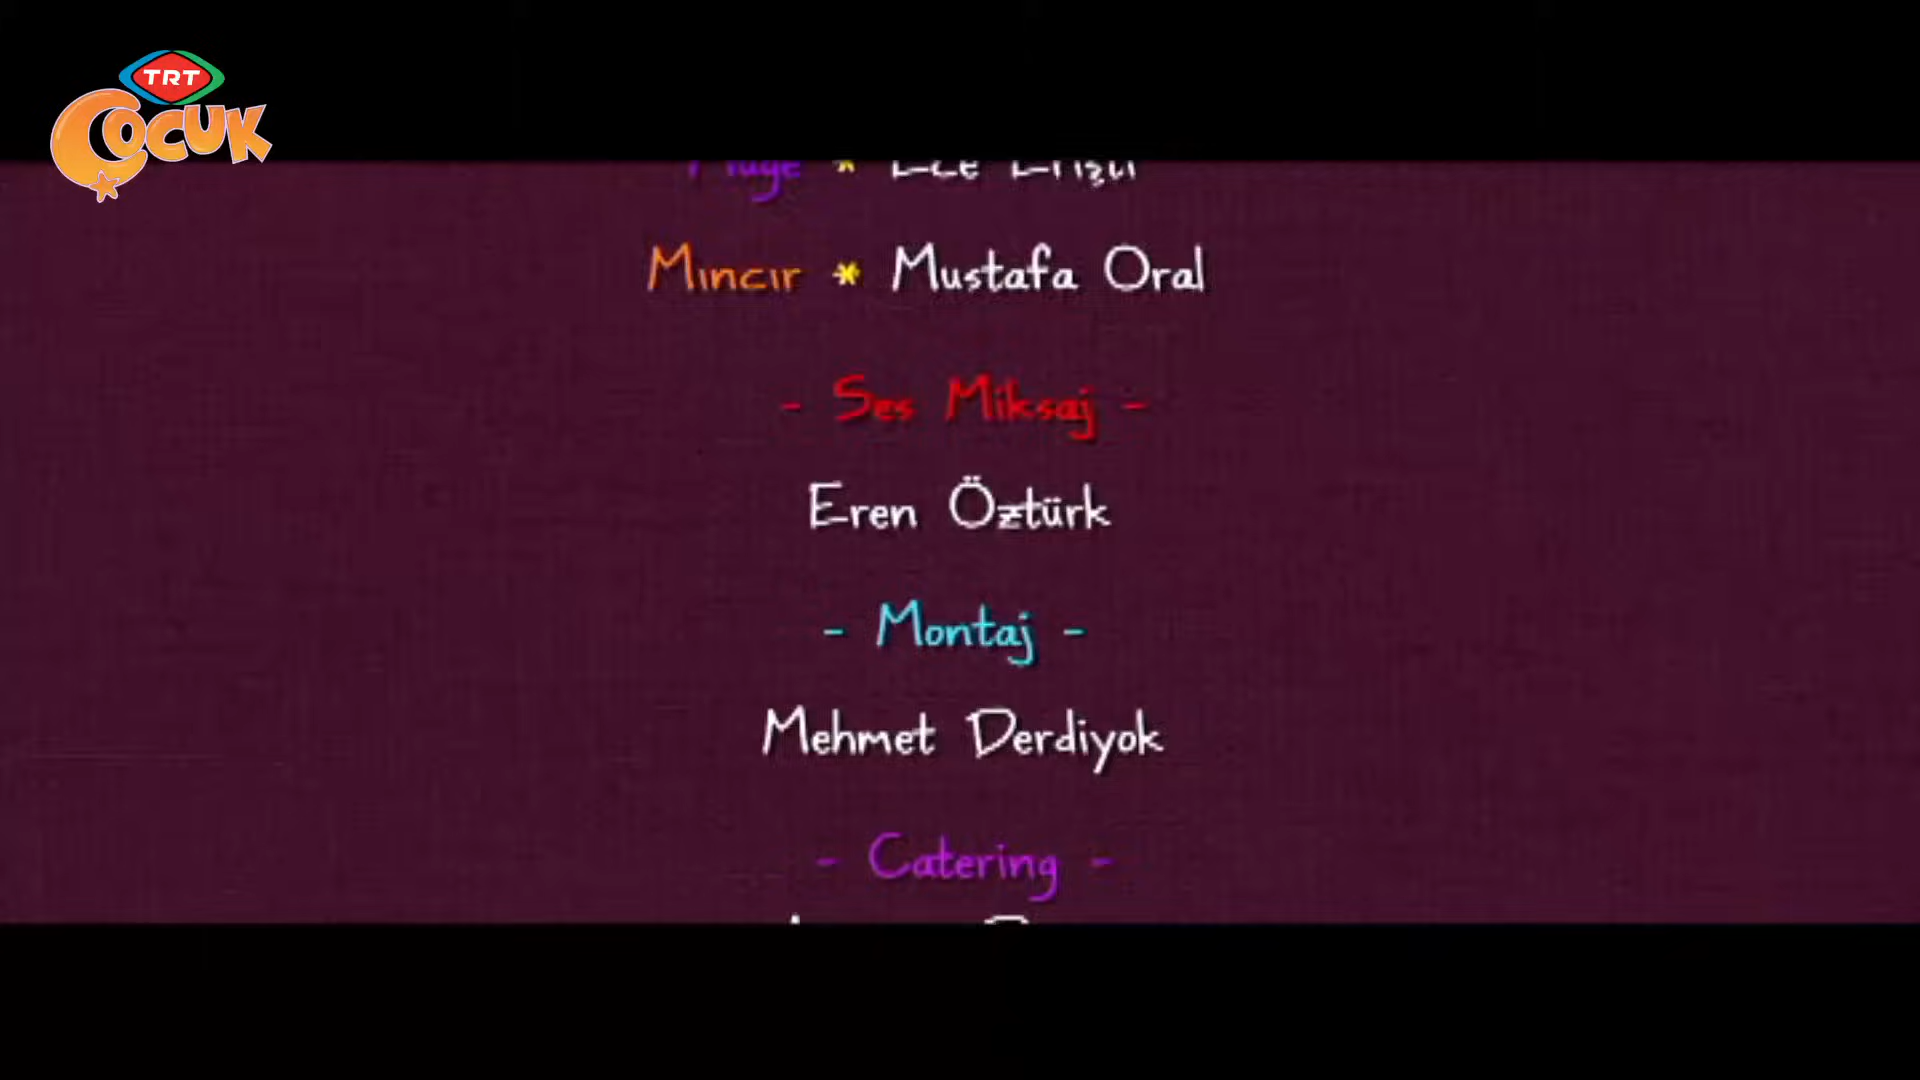 TRT
ÇOCUK
Mıncır * Mustafa Oral
- Ses Miksaj -
Eren Öztürk
- Montaj -
Mehmet Derdiyok
- Catering -